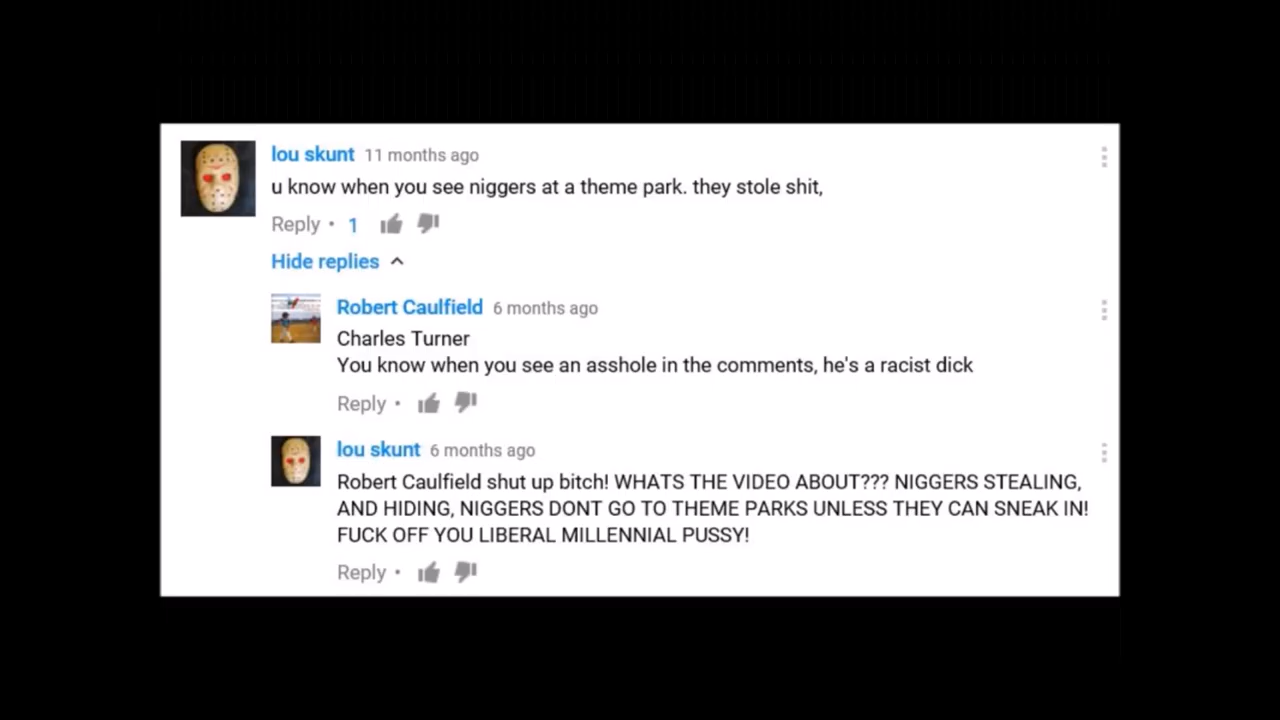 lou skunt 11 months ago
u know when you see niggers at a theme park. they stole shit,
Reply • 1
Hide replies
Robert Caulfield 6 months ago
Charles Turner
You know when you see an asshole in the comments, he's a racist dick
Reply •
lou skunt 6 months ago
Robert Caulfield shut up bitch! WHATS THE VIDEO ABOUT??? NIGGERS STEALING,
AND HIDING, NIGGERS DONT GO TO THEME PARKS UNLESS THEY CAN SNEAK IN!
FUCK OFF YOU LIBERAL MILLENNIAL PUSSY!
Reply •